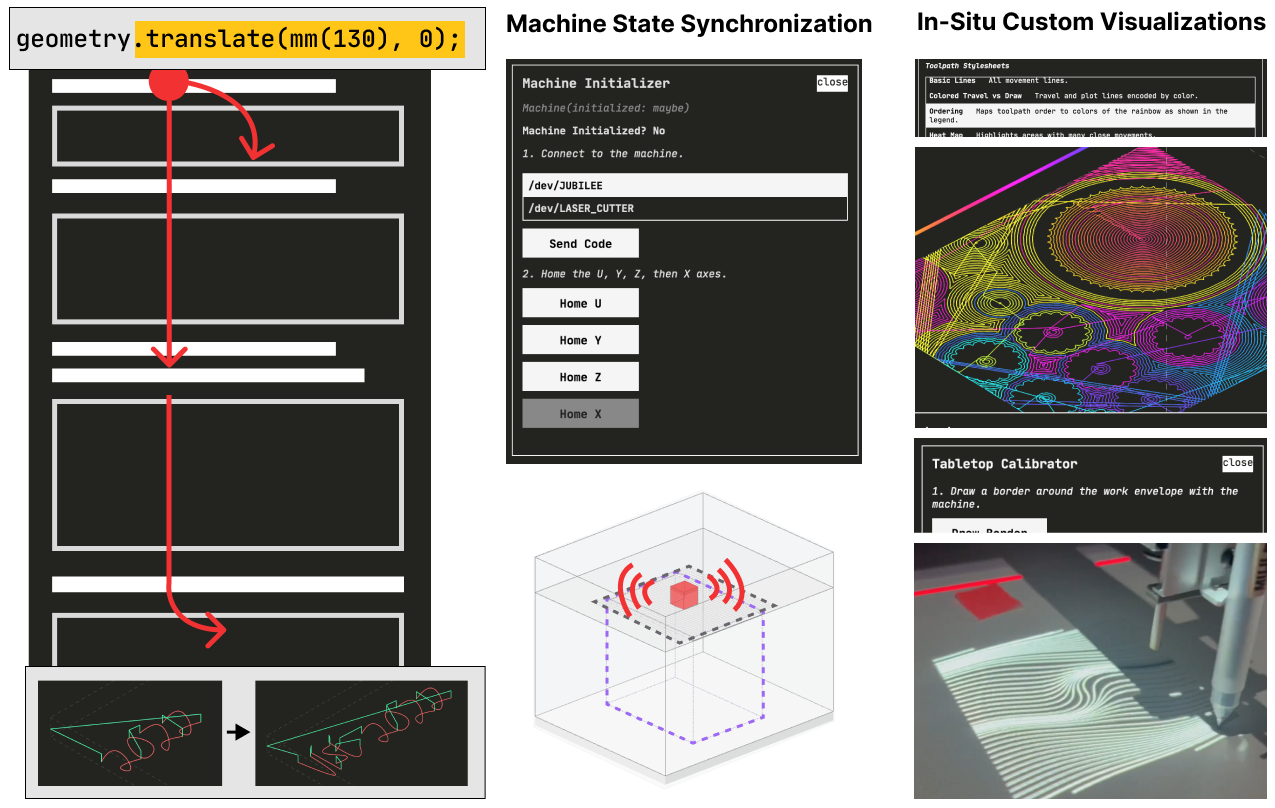 geometry.translate(mm(130), 0);
Machine State Synchronization
Machine Initializer
close
Machine(initialized: maybe)
Machine Initialized? No
1. Connect to the machine.
/dev/JUBILEE
/dev/LASER_CUTTER
Send Code
2. Home the U, Y, Z, then X axes.
Home U
Home Y
Home Z
Home X
In-Situ Custom Visualizations
Toolpath Stylesheets
Basic Lines All movement lines.
Colored Travel vs Draw Travel and plot lines encoded by color.
Ordering Maps toolpath order to colors of the rainbow as shown in the
legend.
Heat Map Highlights areas with many close movements.
Tabletop Calibrator
close
1. Draw a border around the work envelope with the
machine.
Draw Border